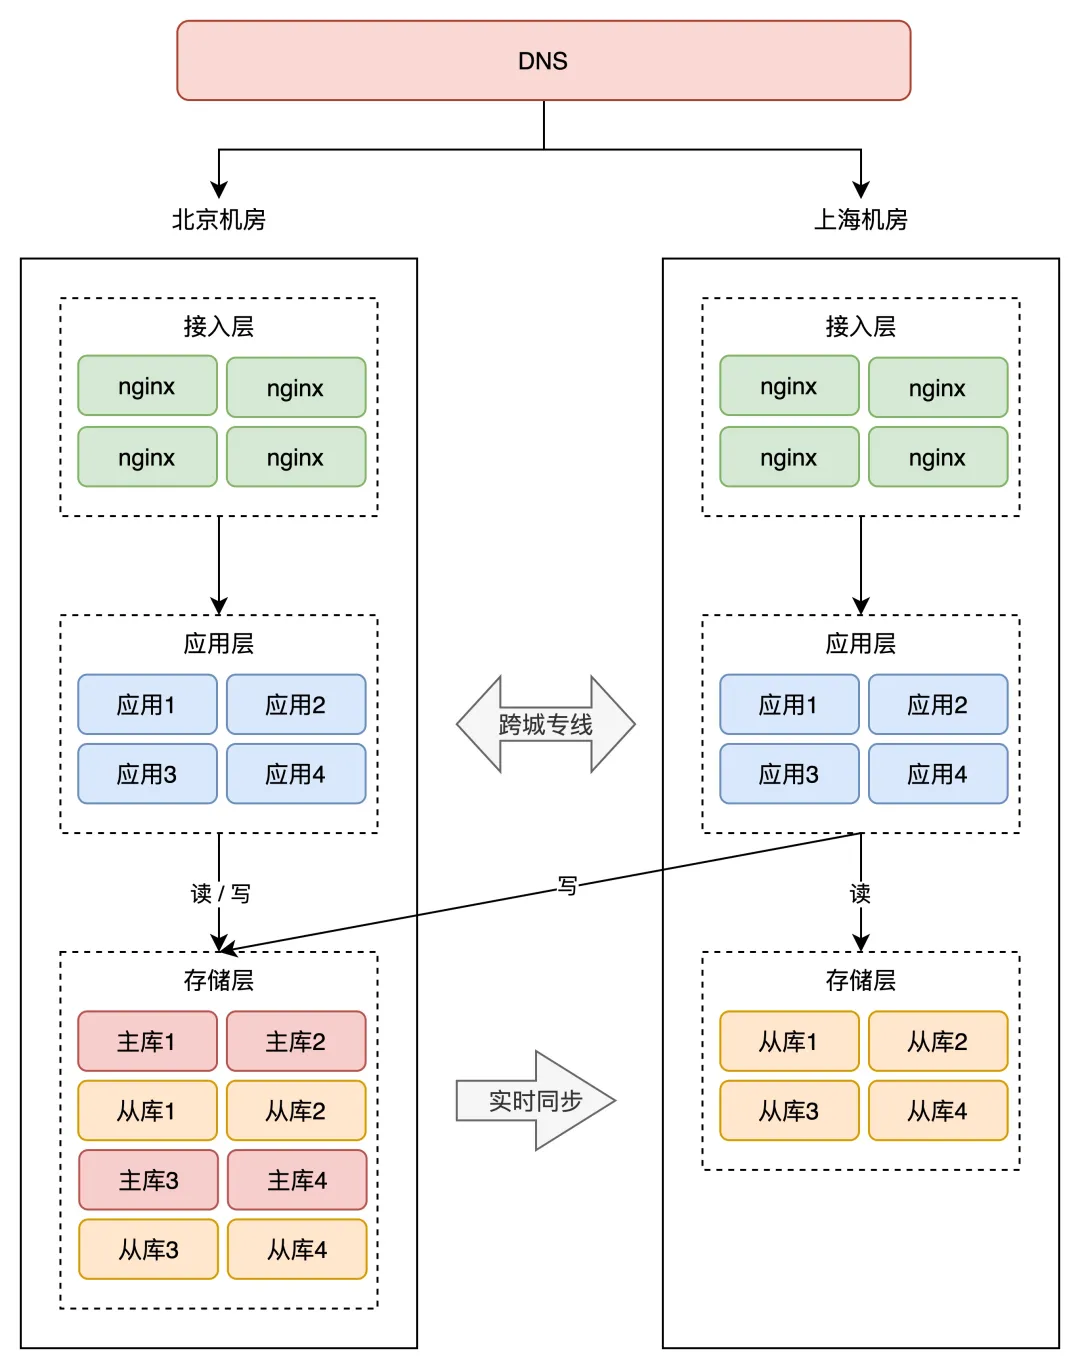 DNS
北京机房
上海机房
接入层
nginx
nginx
nginx
nginx
应用层
应用1
应用2
应用3
应用4
读 / 写
存储层
主库1
主库2
从库1
从库2
主库3
主库4
从库3
从库4
跨城专线
写
实时同步
接入层
nginx
nginx
nginx
nginx
应用层
应用1
应用2
应用3
应用4
读
存储层
从库1
从库2
从库3
从库4